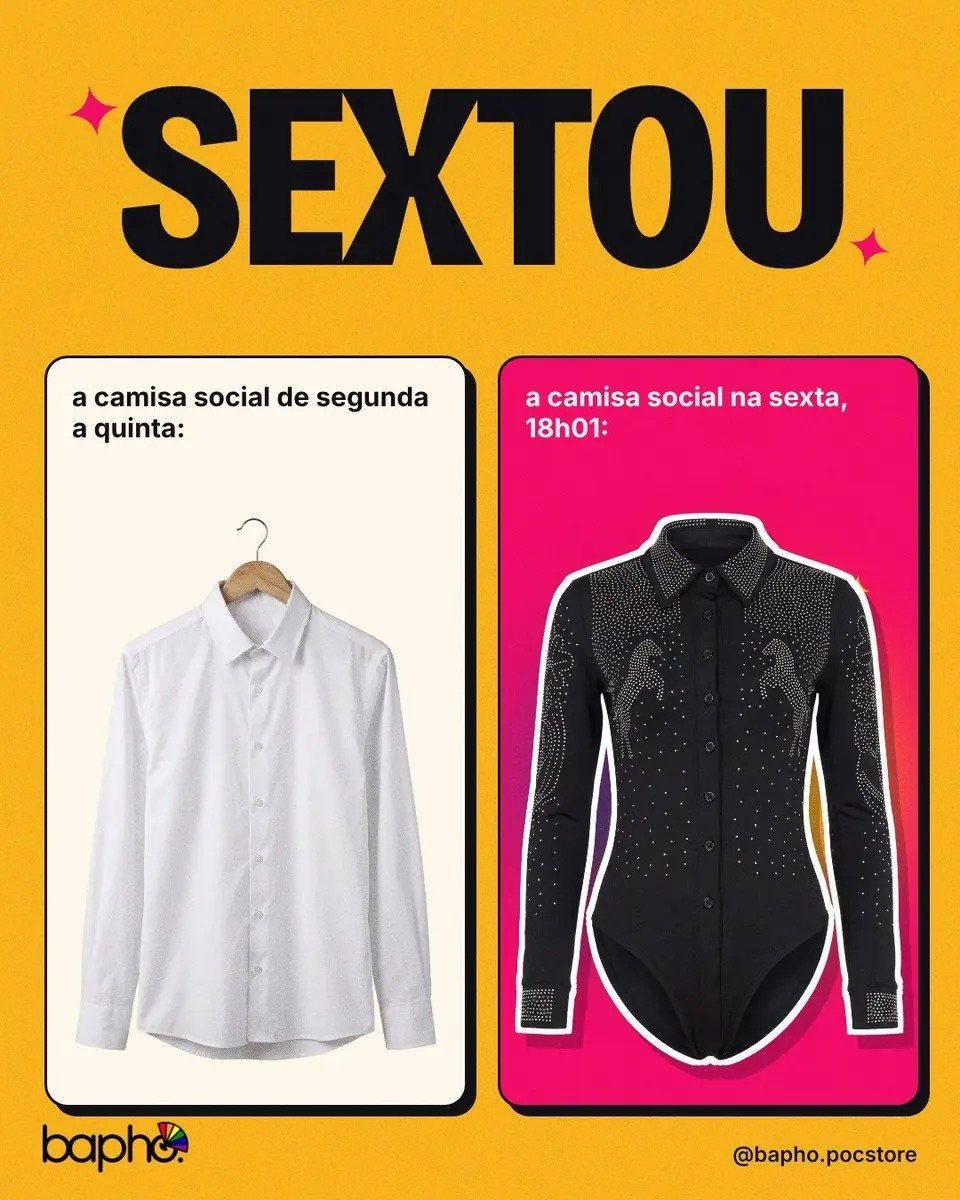 SEXTOU
a camisa social de segunda
a quinta:
a camisa social na sexta,
18h01:
bapho.
@bapho.pocstore